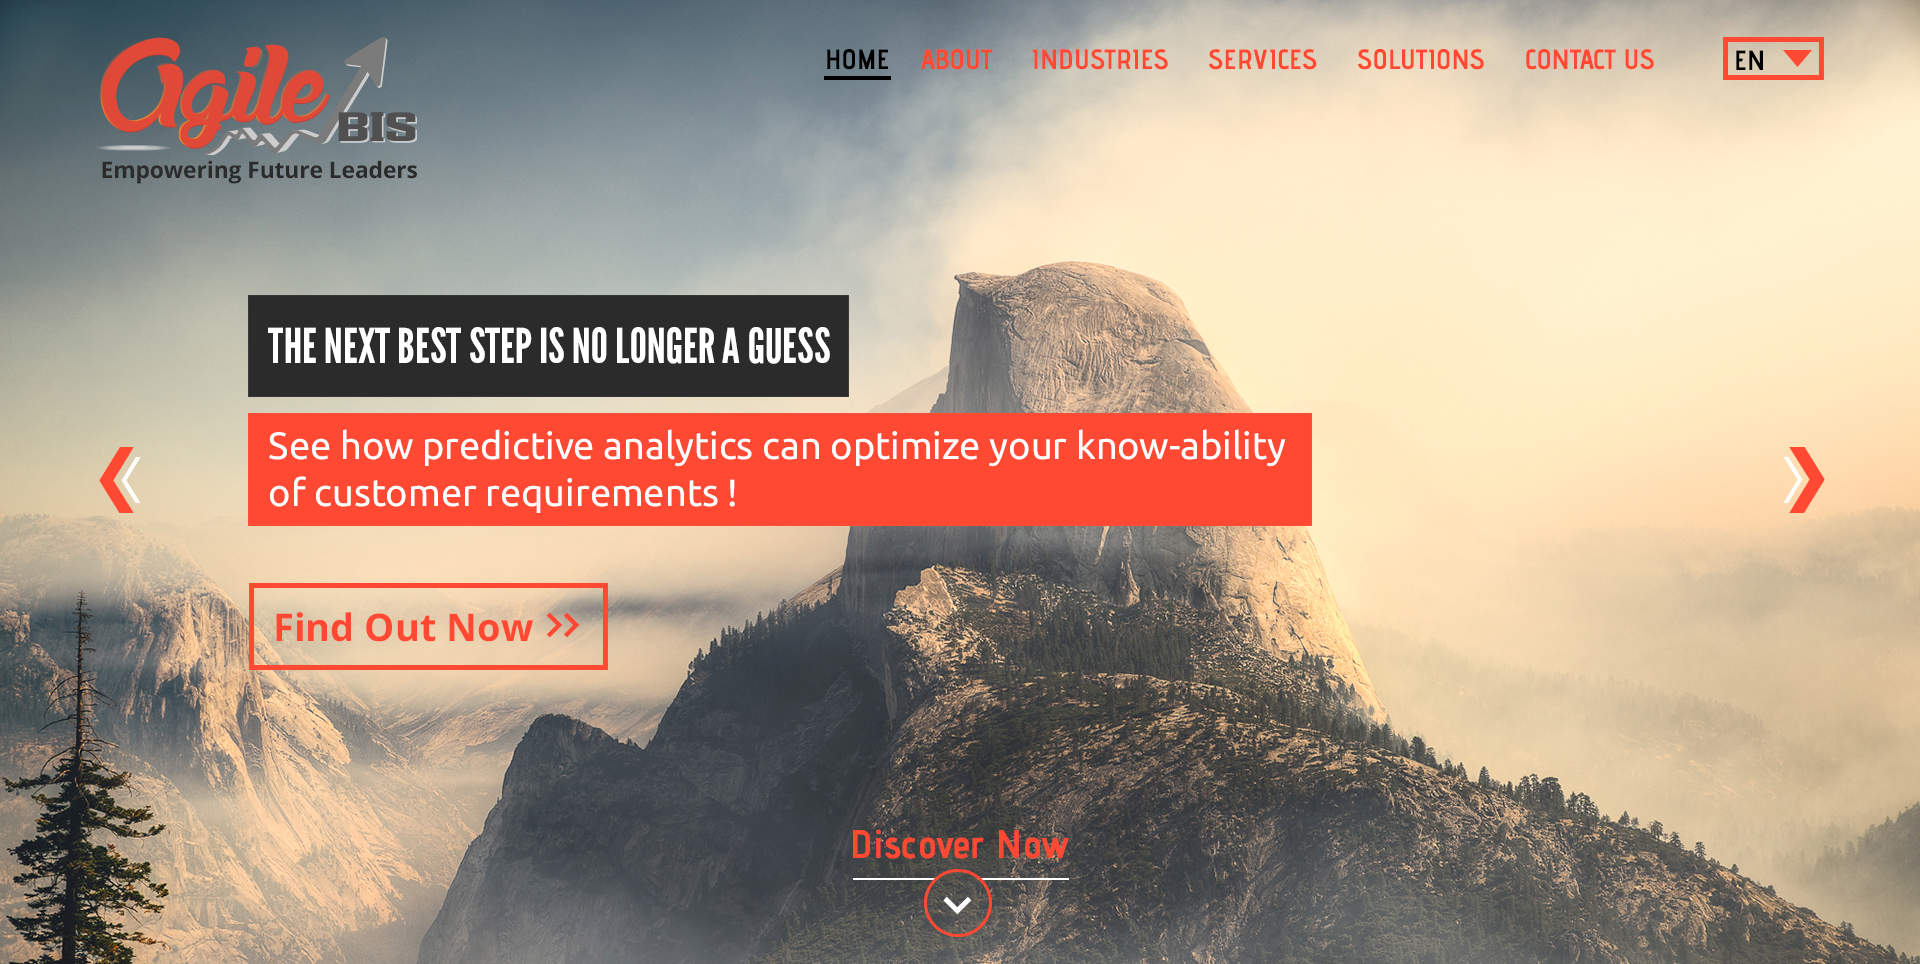 agile
BIS
Empowering Future Leaders
HOME ABOUT INDUSTRIES SERVICES SOLUTIONS CONTACT US EN
THE NEXT BEST STEP IS NO LONGER A GUESS
See how predictive analytics can optimize your know-ability
of customer requirements !
Find Out Now >>
Discover Now